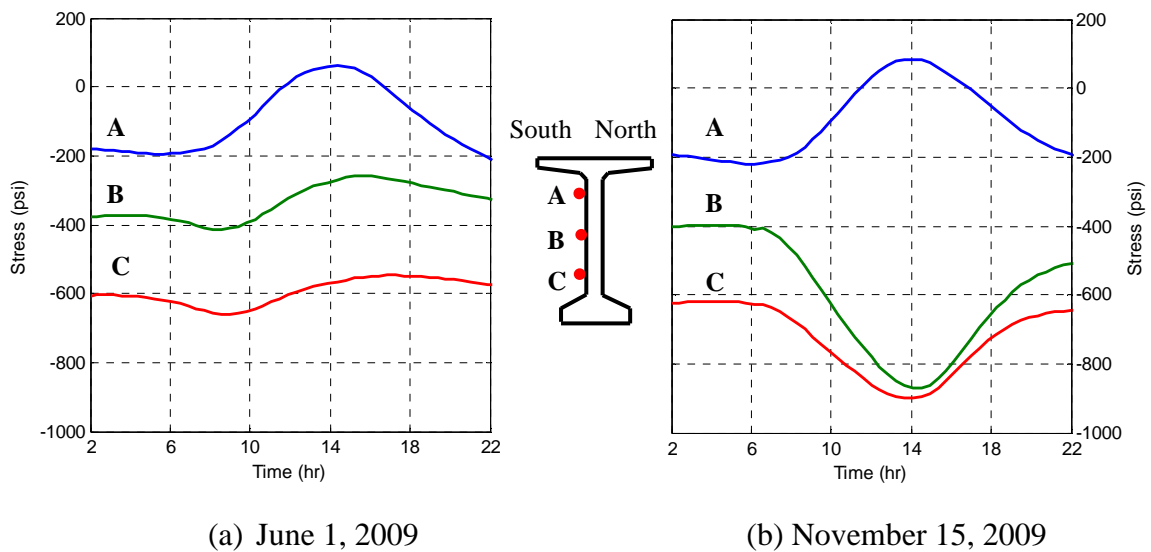 200
0
-200
-400
-600
-800
-1000
Stress (psi)
A
B
C
2 6 10 14 18 22
Time (hr)
(a) June 1, 2009
South North
A
B
C
200
0
-200
-400
-600
-800
-1000
Stress (psi)
A
B
C
2 6 10 14 18 22
Time (hr)
(b) November 15, 2009